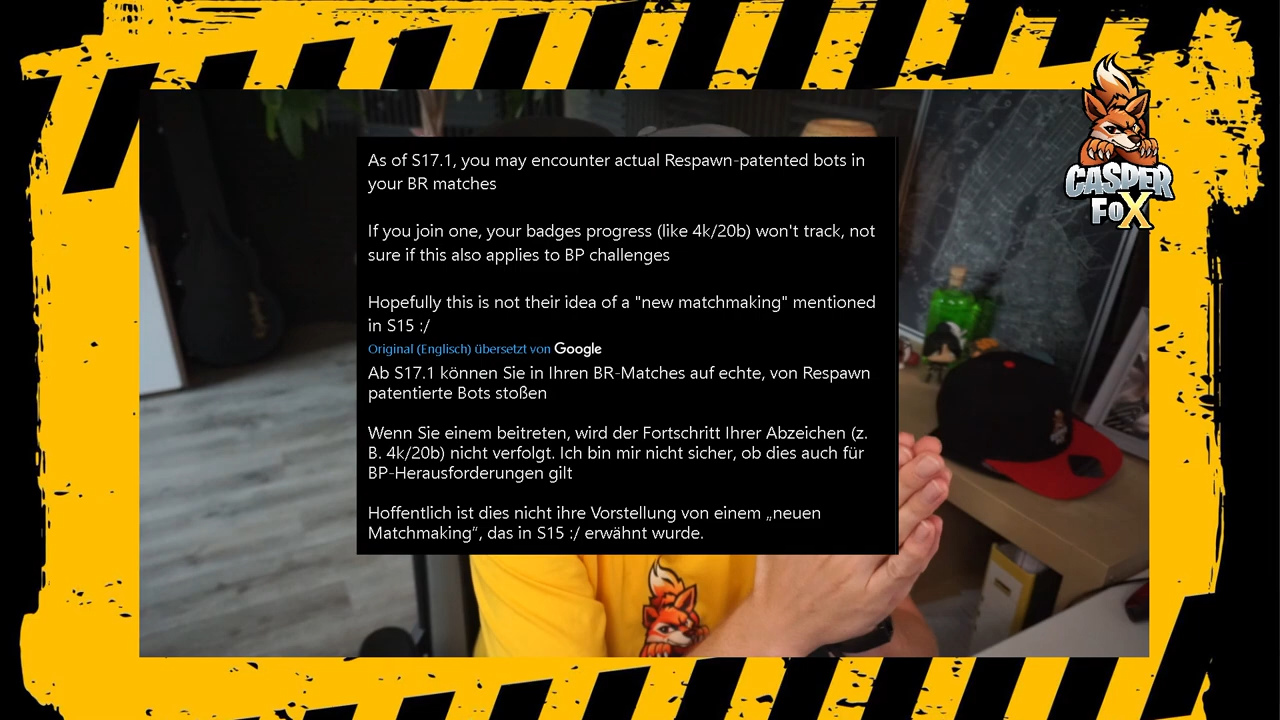 As of S17.1, you may encounter actual Respawn-patented bots in
your BR matches
If you join one, your badges progress (like 4k/20b) won't track, not
sure if this also applies to BP challenges
Hopefully this is not their idea of a "new matchmaking" mentioned
in S15 :/
Original (Englisch) übersetzt von Google
Ab S17.1 können Sie in Ihren BR-Matches auf echte, von Respawn
patentierte Bots stoßen
Wenn Sie einem beitreten, wird der Fortschritt Ihrer Abzeichen (z.
B. 4k/20b) nicht verfolgt. Ich bin mir nicht sicher, ob dies auch für
BP-Herausforderungen gilt
Hoffentlich ist dies nicht ihre Vorstellung von einem „neuen
Matchmaking“, das in S15 :/ erwähnt wurde.
CASPER
FoX